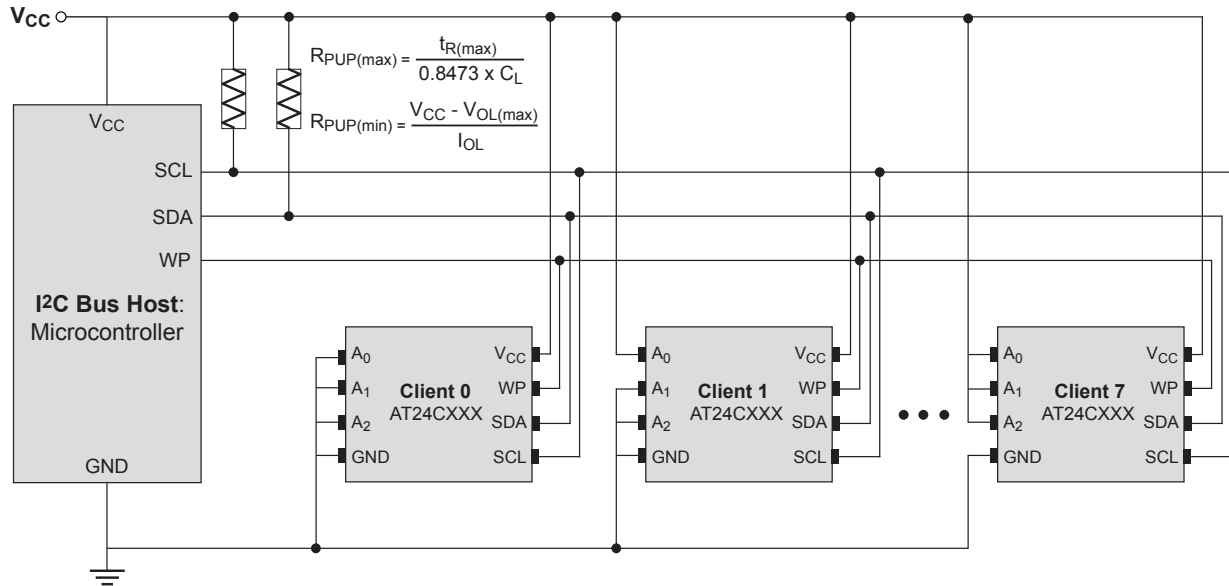 VCC
RPUP(max) = tR(max) / 0.8473 x CL
RPUP(min) = VCC - VOL(max) / IOL
VCC
SCL
SDA
WP
I2C Bus Host:
Microcontroller
GND
A0
A1
A2
GND
Client 0
AT24CXXX
VCC
WP
SDA
SCL
A0
A1
A2
GND
Client 1
AT24CXXX
VCC
WP
SDA
SCL
A0
A1
A2
GND
Client 7
AT24CXXX
VCC
WP
SDA
SCL